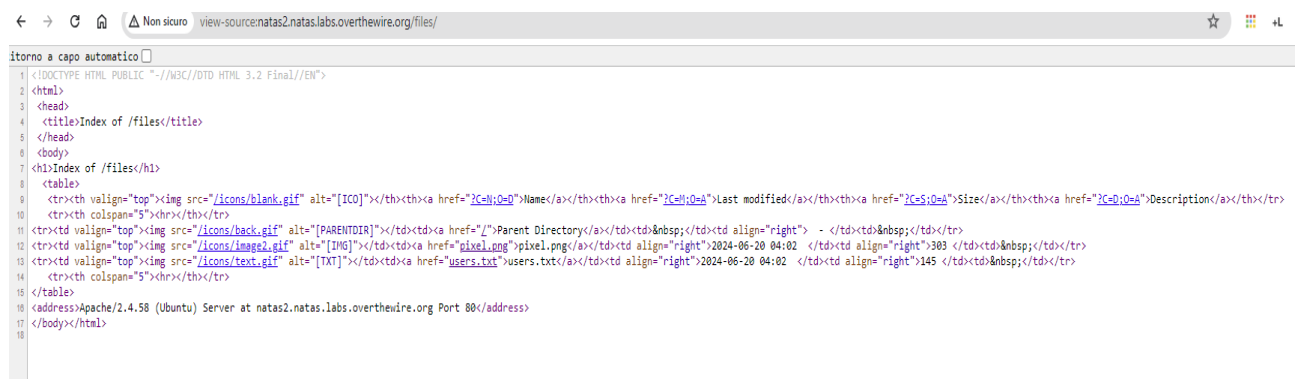 Non sicuro view-source:natas2.natas.labs.overthewire.org/files/ +L
itorno a capo automatico
1 <!DOCTYPE HTML PUBLIC "-//W3C//DTD HTML 3.2 Final//EN">
2 <html>
3 <head>
4 <title>Index of /files</title>
5 </head>
6 <body>
7 <h1>Index of /files</h1>
8 <table>
9 <tr><th valign="top"><img src="/icons/blank.gif" alt="[ICO]"></th><th><a href="?C=N;O=D">Name</a></th><th><a href="?C=M;O=A">Last modified</a></th><th><a href="?C=S;O=A">Size</a></th><th><a href="?C=D;O=A">Description</a></th></tr>
10 <tr><th colspan="5"><hr></th></tr>
11 <tr><td valign="top"><img src="/icons/back.gif" alt="[PARENTDIR]"></td><td><a href="/">Parent Directory</a></td><td>&nbsp;</td><td align="right"> - </td><td>&nbsp;</td></tr>
12 <tr><td valign="top"><img src="/icons/image2.gif" alt="[IMG]"></td><td><a href="pixel.png">pixel.png</a></td><td align="right">2024-06-20 04:02 </td><td align="right">303 </td><td>&nbsp;</td></tr>
13 <tr><td valign="top"><img src="/icons/text.gif" alt="[TXT]"></td><td><a href="users.txt">users.txt</a></td><td align="right">2024-06-20 04:02 </td><td align="right">145 </td><td>&nbsp;</td></tr>
14 <tr><th colspan="5"><hr></th></tr>
15 </table>
16 <address>Apache/2.4.58 (Ubuntu) Server at natas2.natas.labs.overthewire.org Port 80</address>
17 </body></html>
18